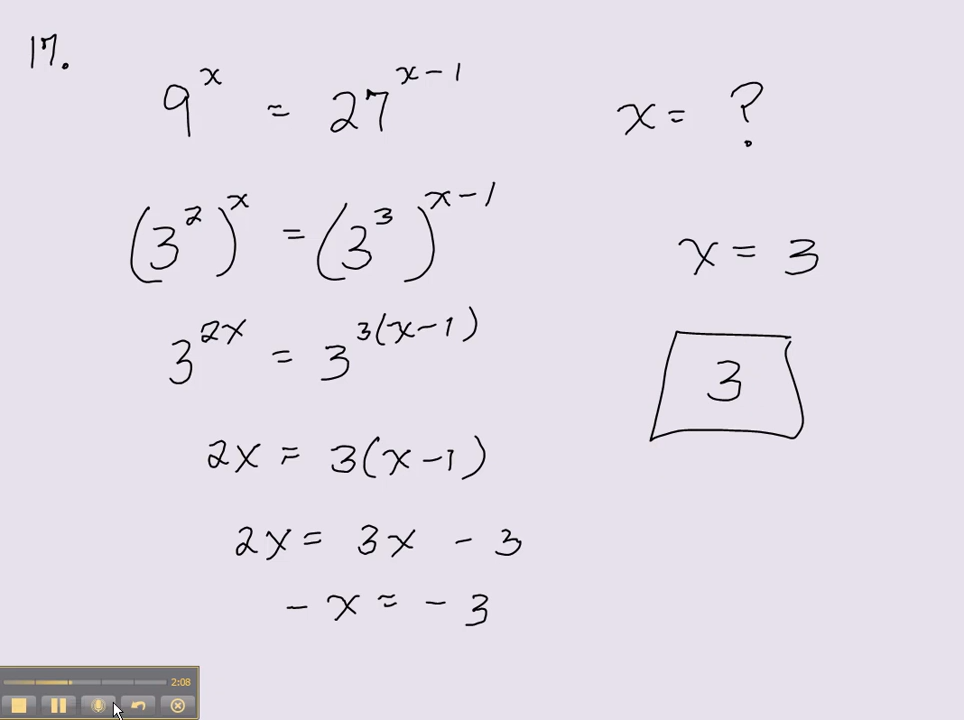 17.
9^x = 27^(x-1)
x = ?
(3^2)^x = (3^3)^(x-1)
x = 3
3^(2x) = 3^(3(x-1))
3
2x = 3(x-1)
2x = 3x - 3
-x = -3
2:08